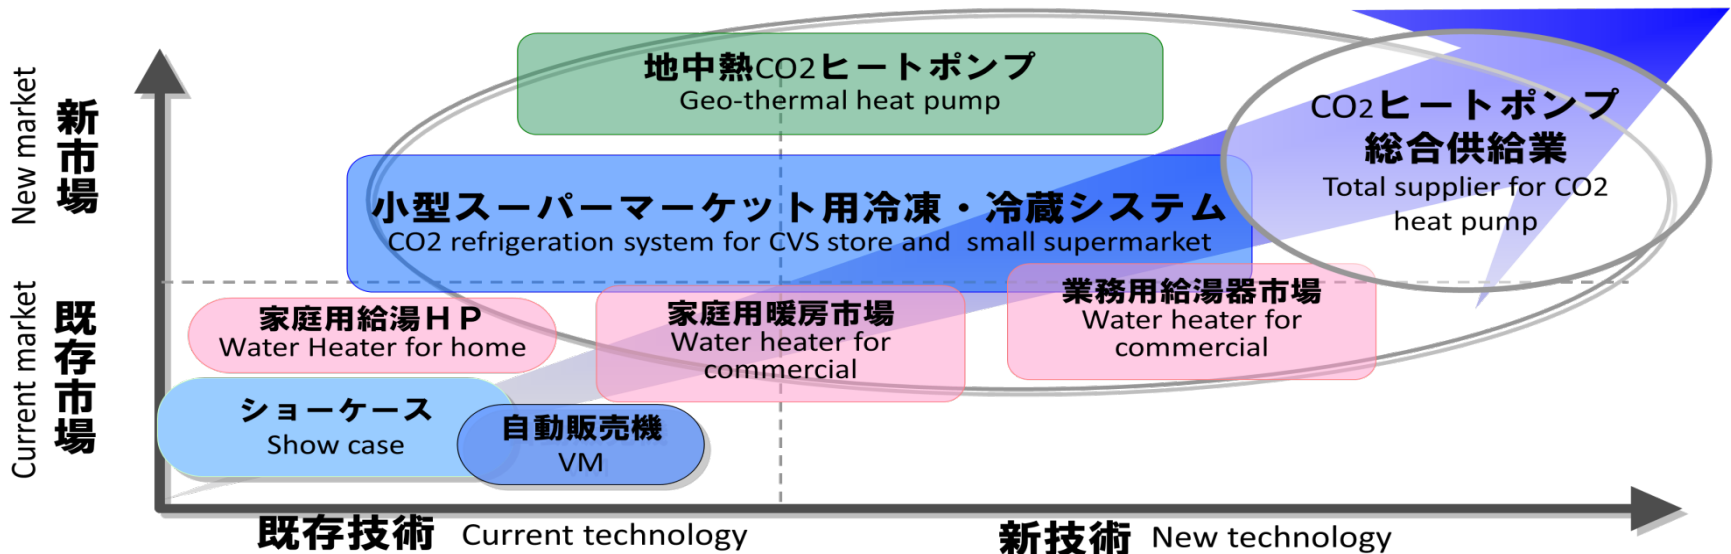 地中熱CO2ヒートポンプ
Geo-thermal heat pump
CO2ヒートポンプ
総合供給業
Total supplier for CO2
heat pump
小型スーパーマーケット用冷凍・冷蔵システム
CO2 refrigeration system for CVS store and small supermarket
New market
新市場
家庭用給湯ＨＰ
Water Heater for home
家庭用暖房市場
Water heater for
commercial
業務用給湯器市場
Water heater for
commercial
Current market
既存市場
ショーケース
Show case
自動販売機
VM
既存技術 Current technology
新技術 New technology